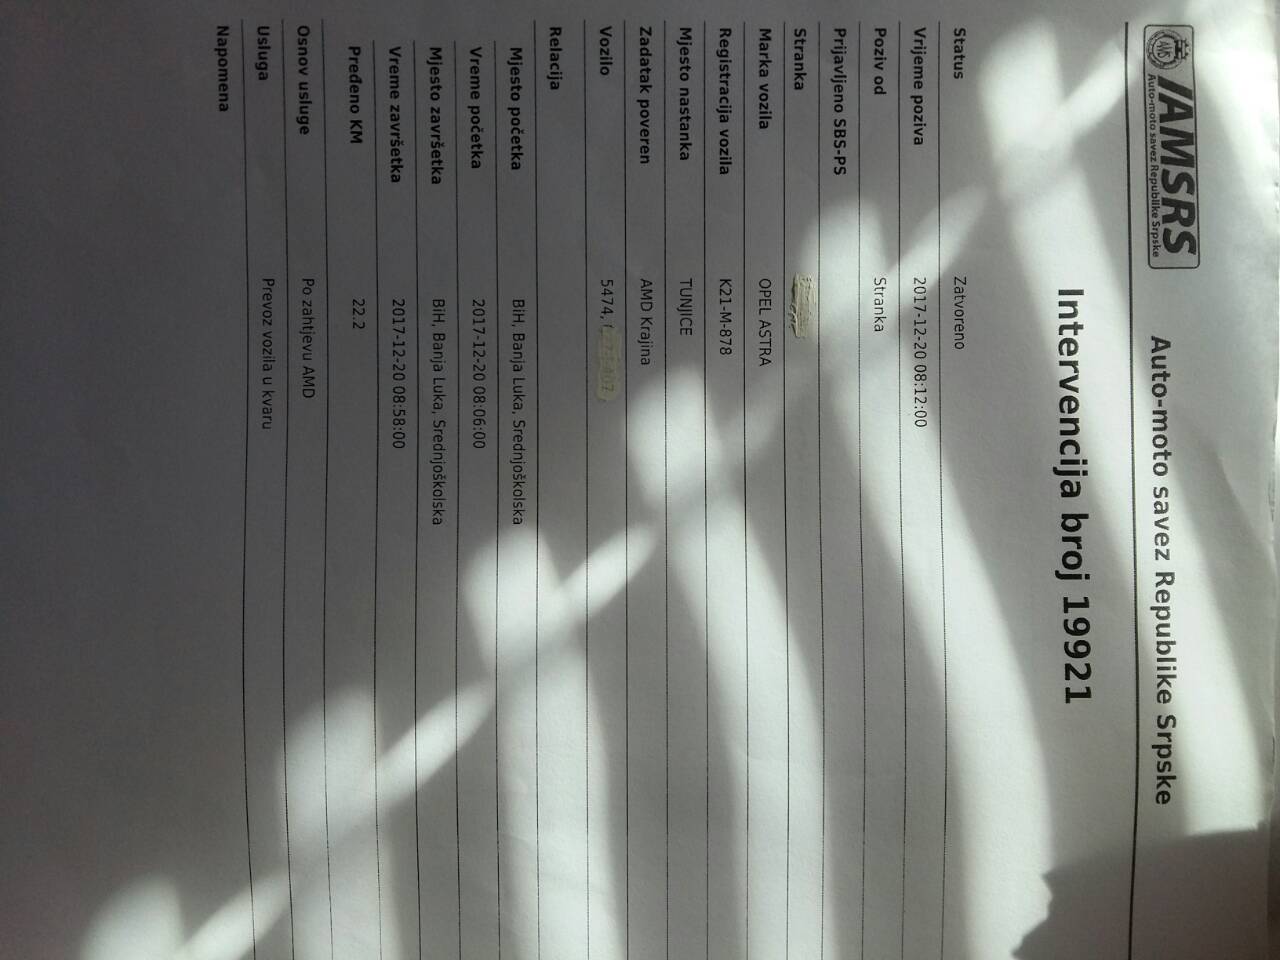 AMSRS
Auto-moto savez Republike Srpske
Auto-moto savez Republike Srpske
Intervencija broj 19921
Status Zatvoreno
Vrijeme poziva 2017-12-20 08:12:00
Poziv od Stranka
Prijavljeno SBS-PS
Stranka
Marka vozila OPEL ASTRA
Registracija vozila K21-M-878
Mjesto nastanka TUNJICE
Zadatak poveren AMD Krajina
Vozilo 5474,
Relacija
Mjesto početka BiH, Banja Luka, Srednjoškolska
Vreme početka 2017-12-20 08:06:00
Mjesto završetka BiH, Banja Luka, Srednjoškolska
Vreme završetka 2017-12-20 08:58:00
Pređeno KM 22.2
Osnov usluge Po zahtjevu AMD
Usluga Prevoz vozila u kvaru
Napomena